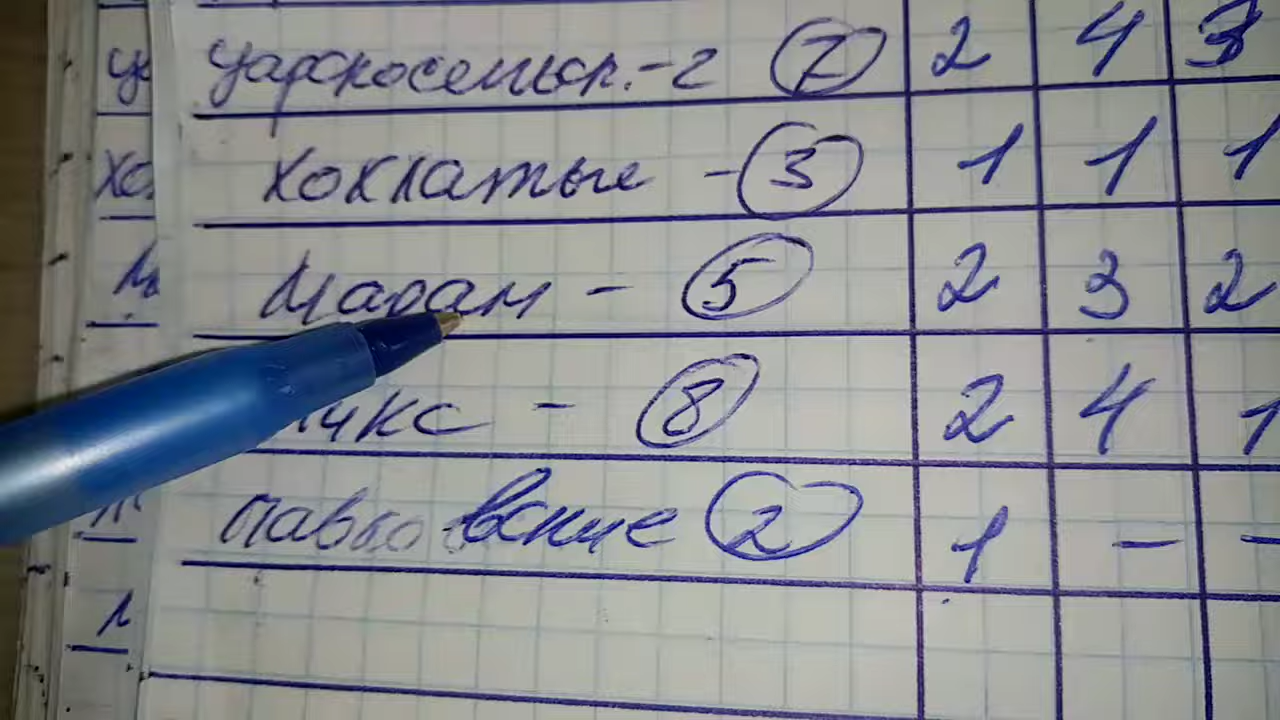 Царскосельск.-г 7 2 4 3
Хохлатые - 3 1 1 1
Маран - 5 2 3 2
икс - 8 2 4 1
Павловские 2 1 - -